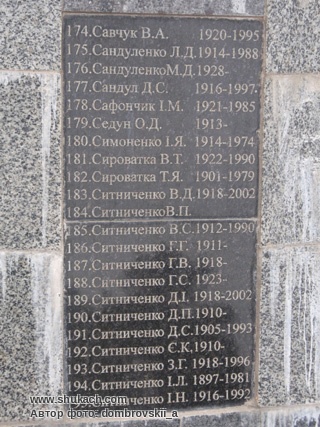 174.Савчук В.А. 1920-1995
175.Сандуленко Л.Д.1914-1988
176.СандуленкоМ.Д.1928-
177.Сандул Д.С. 1916-1997
178.Сафончик І.М. 1921-1985
179.Седун О.Д. 1913-
180.Симоненко І.Я. 1914-1974
181.Сироватка В.Т. 1922-1990
182.Сироватка Т.Я. 1901-1979
183.Ситниченко В.Д.1918-2002
184.СитниченкоВ.П.
185.Ситниченко В.С.1912-1990
186.Ситниченко Г.Г. 1911-
187.Ситниченко Г.В. 1918-
188.Ситниченко Г.С. 1923-
189.Ситниченко Д.І. 1918-2002
190.Ситниченко Д.П.1910-
191.Ситниченко Д.С.1905-1993
192.Ситниченко Є.К.1910-
193.Ситниченко З.Г. 1918-1996
194.Ситниченко І.Л. 1897-1981
Ситниченко І.Н. 1916-1992
www.shukach.com
Автор фото: dombrovskii_a